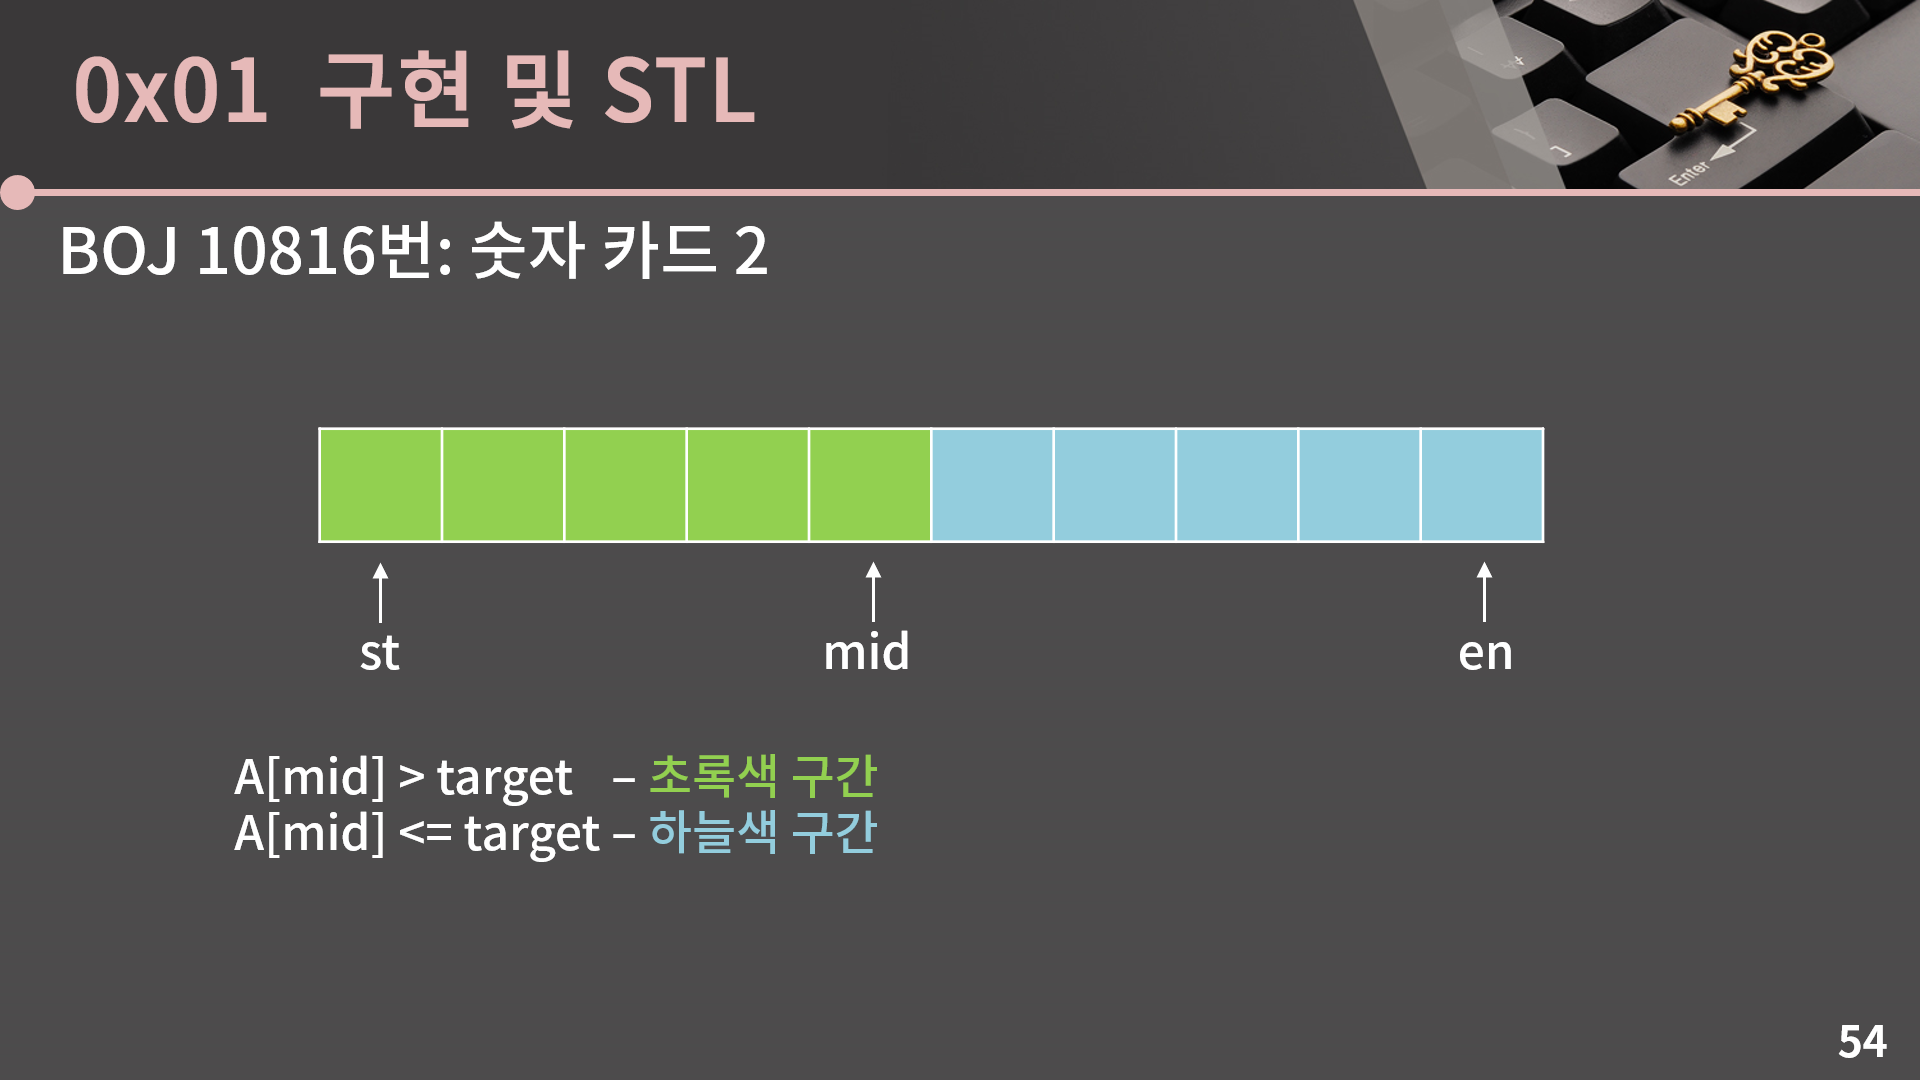 0x01 구현 및 STL
Enter
BOJ 10816번: 숫자 카드 2
st
mid
en
A[mid] > target – 초록색 구간
A[mid] <= target – 하늘색 구간
54